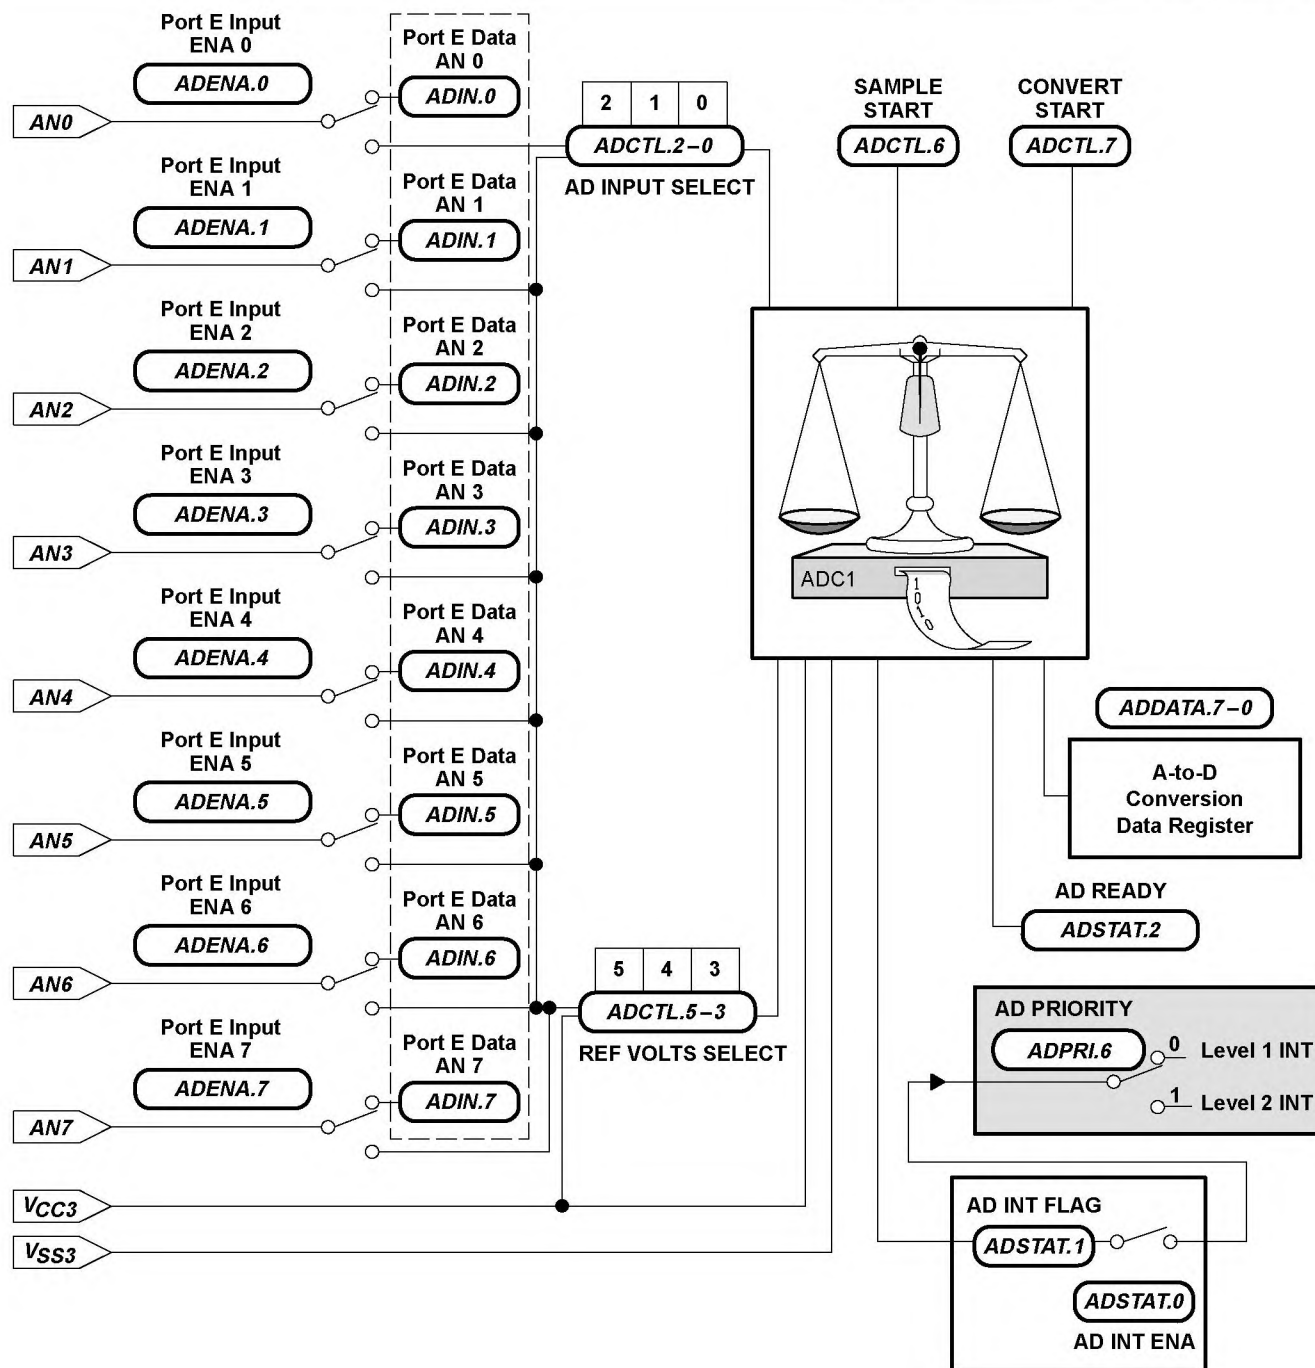 Port E Input
ENA 0
ADENA.0
AN0
Port E Data
AN 0
ADIN.0
Port E Input
ENA 1
ADENA.1
AN1
Port E Data
AN 1
ADIN.1
Port E Input
ENA 2
ADENA.2
AN2
Port E Data
AN 2
ADIN.2
Port E Input
ENA 3
ADENA.3
AN3
Port E Data
AN 3
ADIN.3
Port E Input
ENA 4
ADENA.4
AN4
Port E Data
AN 4
ADIN.4
Port E Input
ENA 5
ADENA.5
AN5
Port E Data
AN 5
ADIN.5
Port E Input
ENA 6
ADENA.6
AN6
Port E Data
AN 6
ADIN.6
Port E Input
ENA 7
ADENA.7
AN7
Port E Data
AN 7
ADIN.7
VCC3
VSS3
2 1 0
ADCTL.2–0
AD INPUT SELECT
SAMPLE
START
ADCTL.6
CONVERT
START
ADCTL.7
ADC1
1010
5 4 3
ADCTL.5–3
REF VOLTS SELECT
ADDATA.7–0
A-to-D
Conversion
Data Register
AD READY
ADSTAT.2
AD PRIORITY
ADPRI.6
0 Level 1 INT
1 Level 2 INT
AD INT FLAG
ADSTAT.1
ADSTAT.0
AD INT ENA